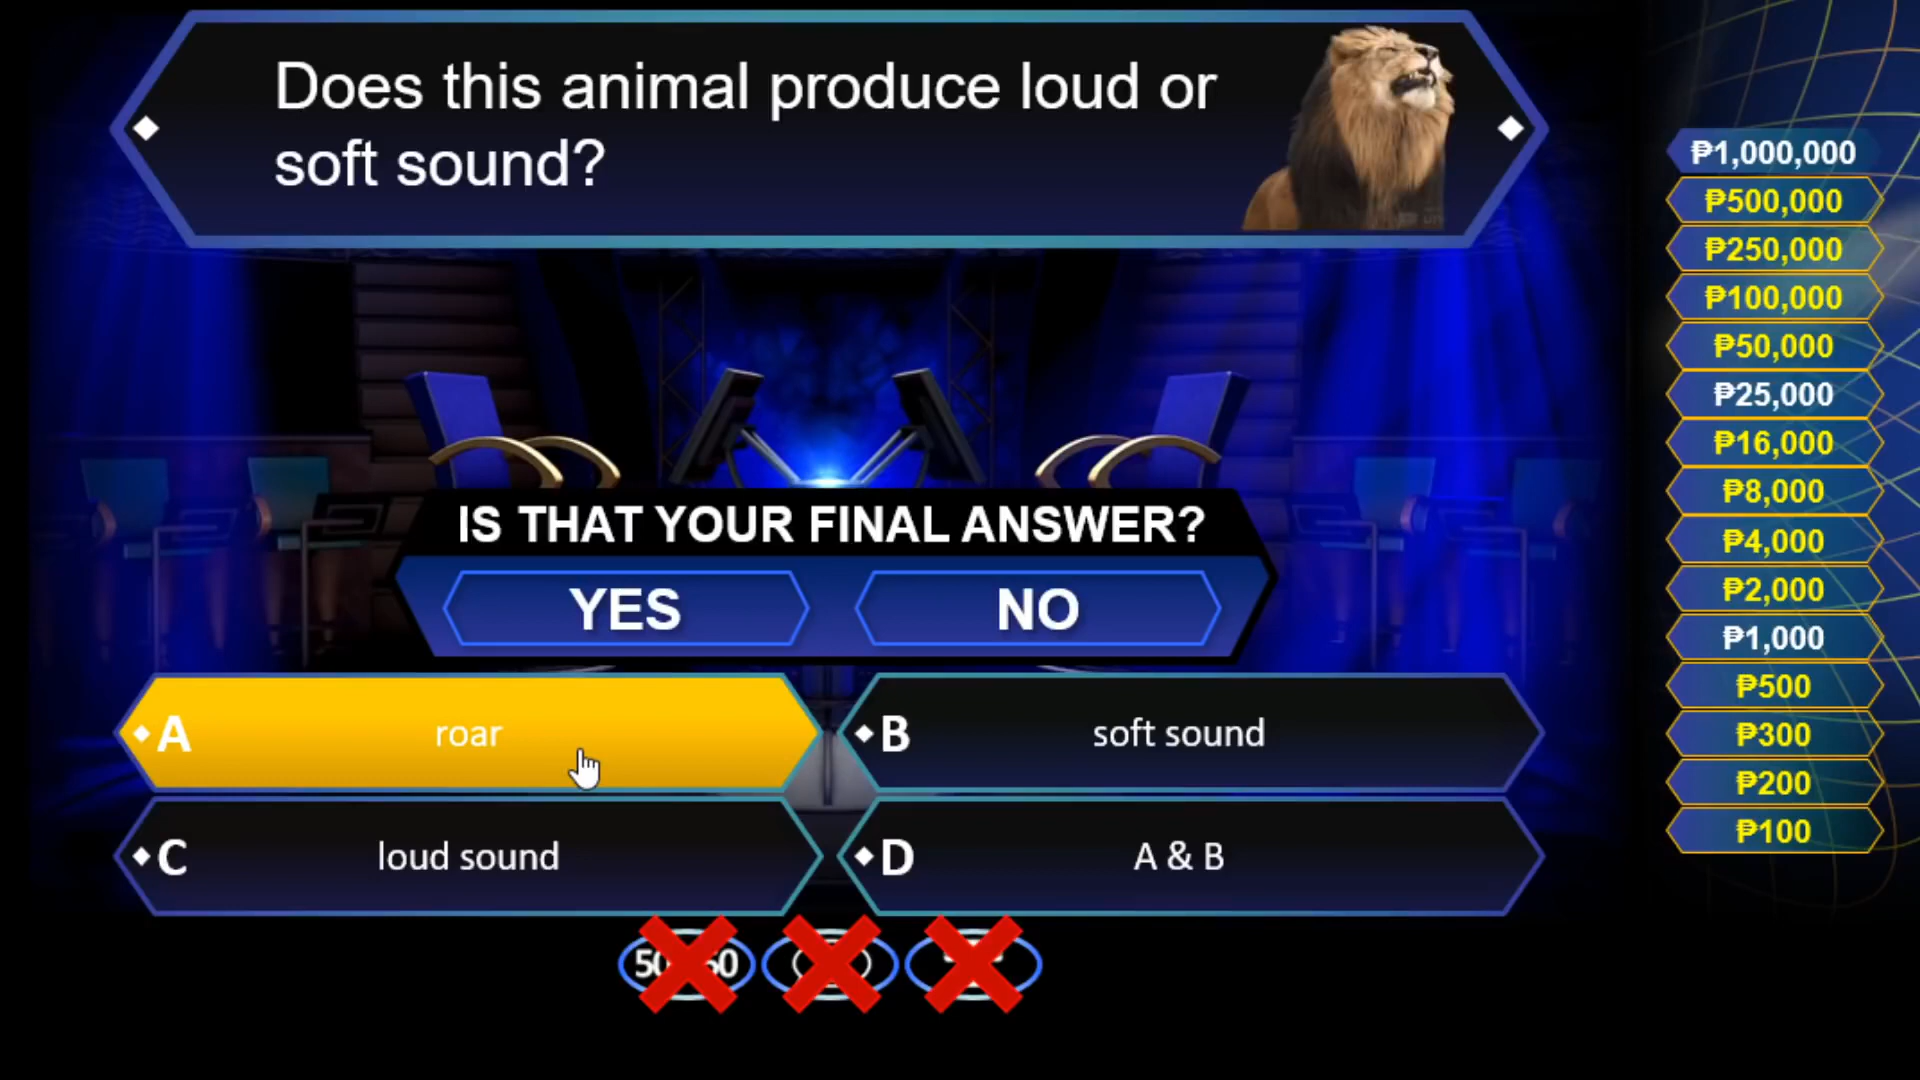 Does this animal produce loud or
soft sound?
₱1,000,000
₱500,000
₱250,000
₱100,000
₱50,000
₱25,000
₱16,000
₱8,000
₱4,000
₱2,000
₱1,000
₱500
₱300
₱200
₱100
IS THAT YOUR FINAL ANSWER?
YES NO
A roar
B soft sound
C loud sound
D A & B